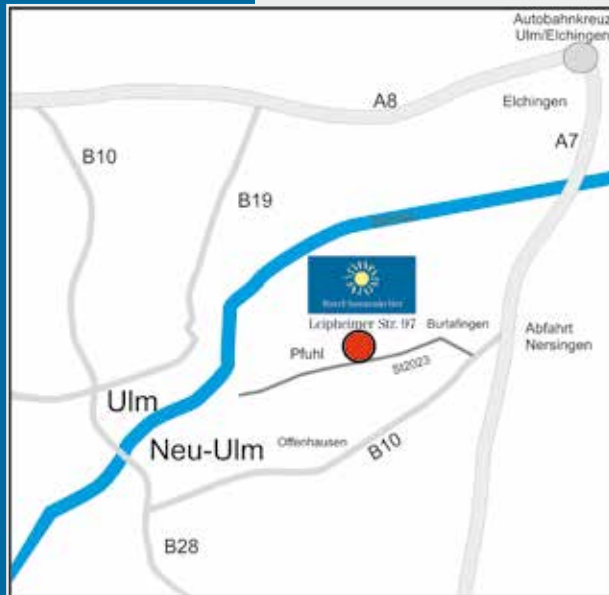 Autobahnkreuz
Ulm/Elchingen
A8
Elchingen
A7
B10
B19
Leipheimer Str. 97
Burlafingen
Abfahrt
Nersingen
Pfuhl
St2023
Ulm
Neu-Ulm
Offenhausen
B10
B28